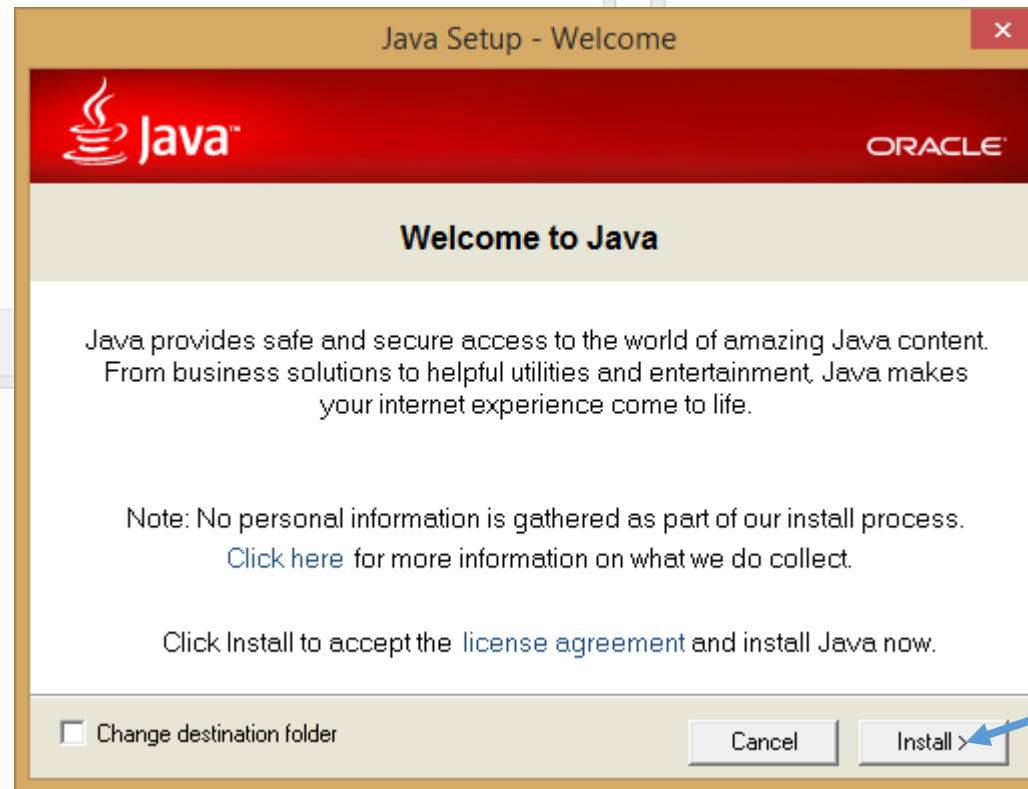 Java Setup - Welcome
Java™
ORACLE
Welcome to Java
Java provides safe and secure access to the world of amazing Java content.
From business solutions to helpful utilities and entertainment, Java makes
your internet experience come to life.
Note: No personal information is gathered as part of our install process.
Click here for more information on what we do collect.
Click Install to accept the license agreement and install Java now.
Change destination folder
Cancel
Install >